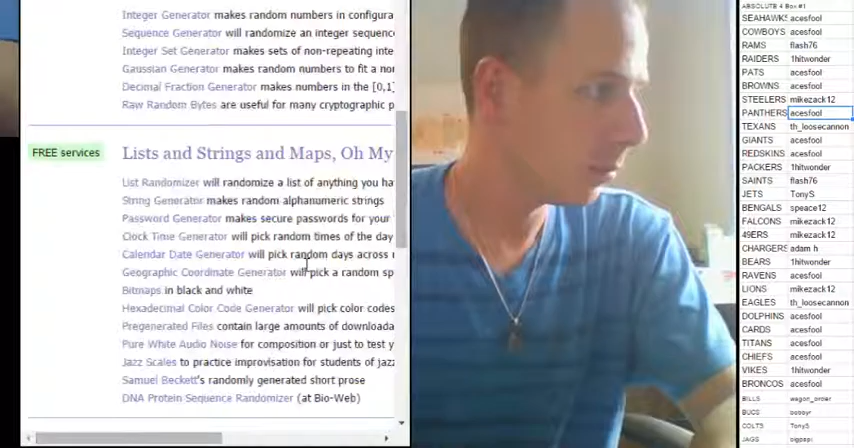 Integer Generator makes random numbers in configura
Sequence Generator will randomize an integer sequenc
Integer Set Generator makes sets of non-repeating inte
Gaussian Generator makes random numbers to fit a no
Decimal Fraction Generator makes numbers in the [0,1]
Raw Random Bytes are useful for many cryptographic p
FREE services
Lists and Strings and Maps, Oh My
List Randomizer will randomize a list of anything you ha
String Generator makes random alphanumeric strings
Password Generator makes secure passwords for your
Clock Time Generator will pick random times of the day
Calendar Date Generator will pick random days across
Geographic Coordinate Generator will pick a random sp
Bitmaps in black and white
Hexadecimal Color Code Generator will pick color codes
Pregenerated Files contain large amounts of downloada
Pure White Audio Noise for composition or just to test y
Jazz Scales to practice improvisation for students of jazz
Samuel Beckett's randomly generated short prose
DNA Protein Sequence Randomizer (at Bio-Web)
ABSOLUTE 4 Box #1
SEAHAWKS acesfool
COWBOYS acesfool
RAMS flash76
RAIDERS 1hitwonder
PATS acesfool
BROWNS acesfool
STEELERS mikezack12
PANTHERS acesfool
TEXANS th_loosecannon
GIANTS acesfool
REDSKINS acesfool
PACKERS 1hitwonder
SAINTS flash76
JETS TonyS
BENGALS speace12
FALCONS mikezack12
49ERS mikezack12
CHARGERS adam h
BEARS 1hitwonder
RAVENS acesfool
LIONS mikezack12
EAGLES th_loosecannon
DOLPHINS acesfool
CARDS acesfool
TITANS acesfool
CHIEFS acesfool
VIKES 1hitwonder
BRONCOS acesfool
BILLS wagon_order
BUCS
COLTS TonyS
JAGS